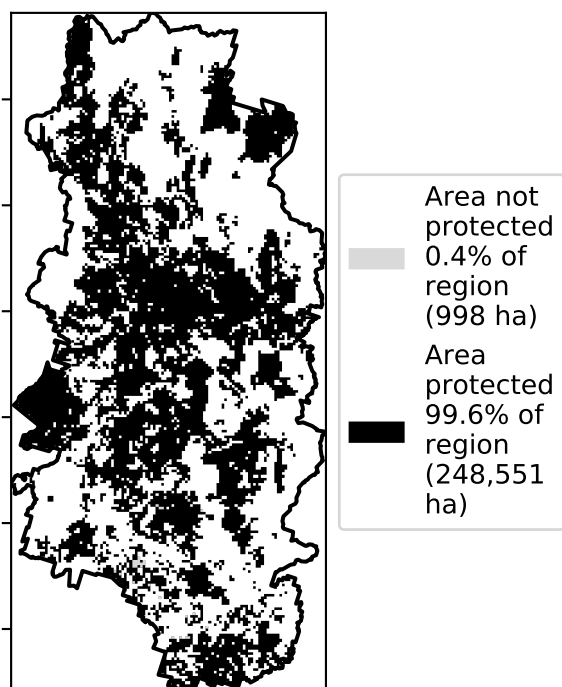 Area not
protected
0.4% of
region
(998 ha)
Area
protected
99.6% of
region
(248,551
ha)